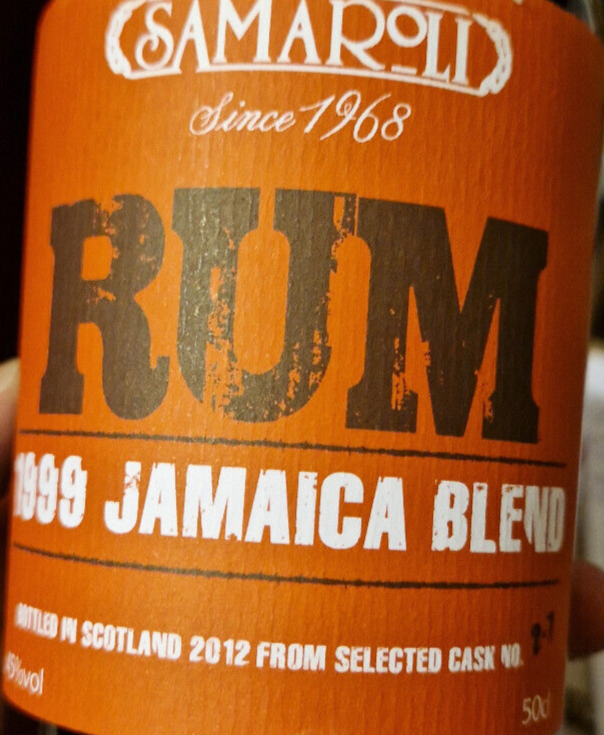 SAMAROLI
Since 1968
RUM
1999 JAMAICA BLEND
BOTTLED IN SCOTLAND 2012 FROM SELECTED CASK NO.
45%vol
50cl